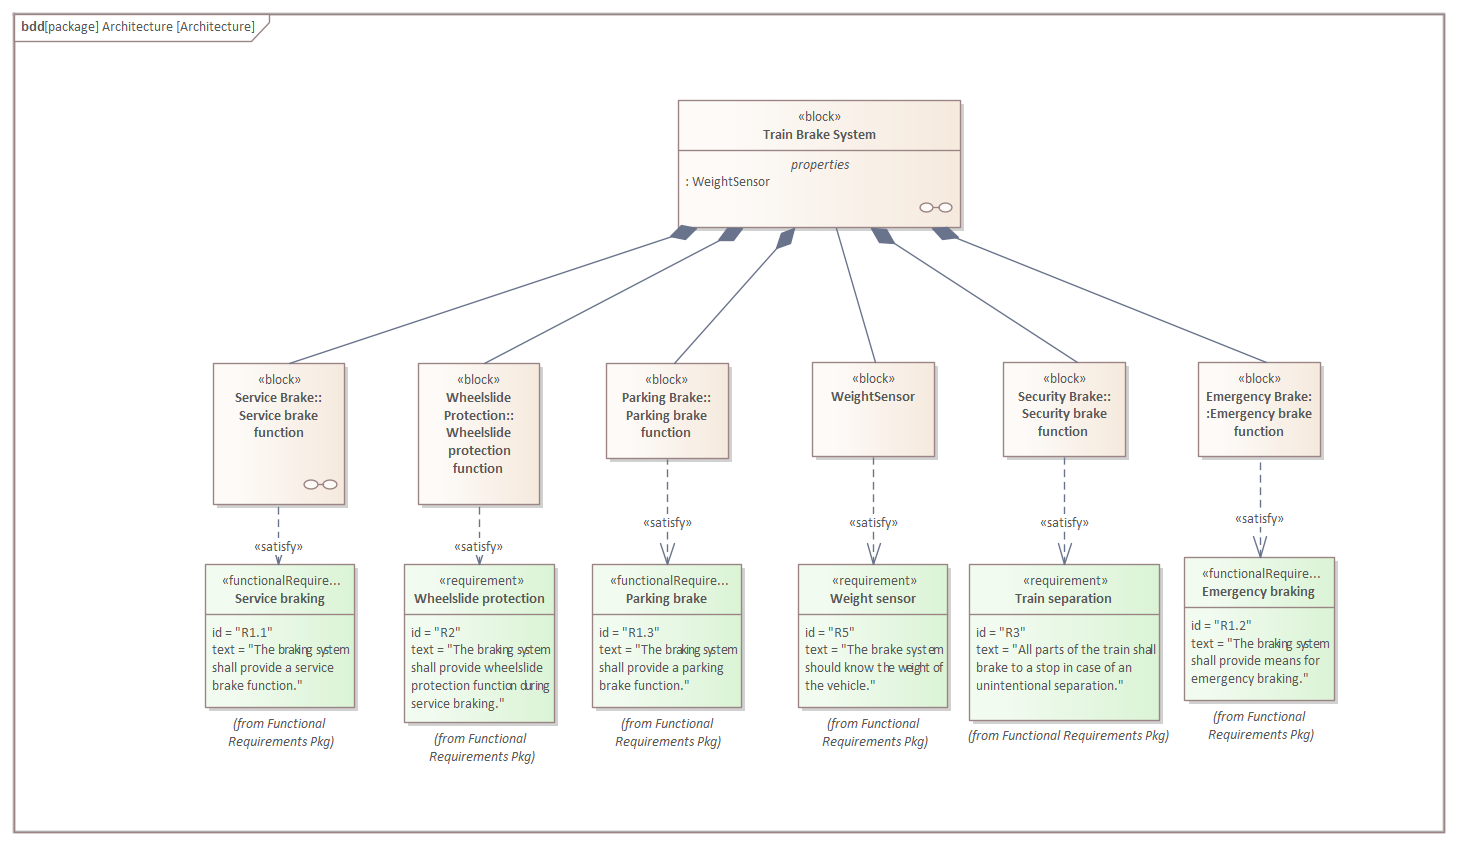 bdd[package] Architecture [Architecture]
«block»
Train Brake System
properties
: WeightSensor
«block»
Service Brake::
Service brake
function
«block»
Wheelslide
Protection::
Wheelslide
protection
function
«block»
Parking Brake::
Parking brake
function
«block»
WeightSensor
«block»
Security Brake::
Security brake
function
«block»
Emergency Brake:
:Emergency brake
function
«satisfy»
«satisfy»
«satisfy»
«satisfy»
«satisfy»
«satisfy»
«functionalRequire...
Service braking
id = "R1.1"
text = "The braking system
shall provide a service
brake function."
(from Functional
Requirements Pkg)
«requirement»
Wheelslide protection
id = "R2"
text = "The braking system
shall provide wheelslide
protection function during
service braking."
(from Functional
Requirements Pkg)
«functionalRequire...
Parking brake
id = "R1.3"
text = "The braking system
shall provide a parking
brake function."
(from Functional
Requirements Pkg)
«requirement»
Weight sensor
id = "R5"
text = "The brake system
should know the weight of
the vehicle."
(from Functional
Requirements Pkg)
«requirement»
Train separation
id = "R3"
text = "All parts of the train shall
brake to a stop in case of an
unintentional separation."
(from Functional Requirements Pkg)
«functionalRequire...
Emergency braking
id = "R1.2"
text = "The braking system
shall provide means for
emergency braking."
(from Functional
Requirements Pkg)